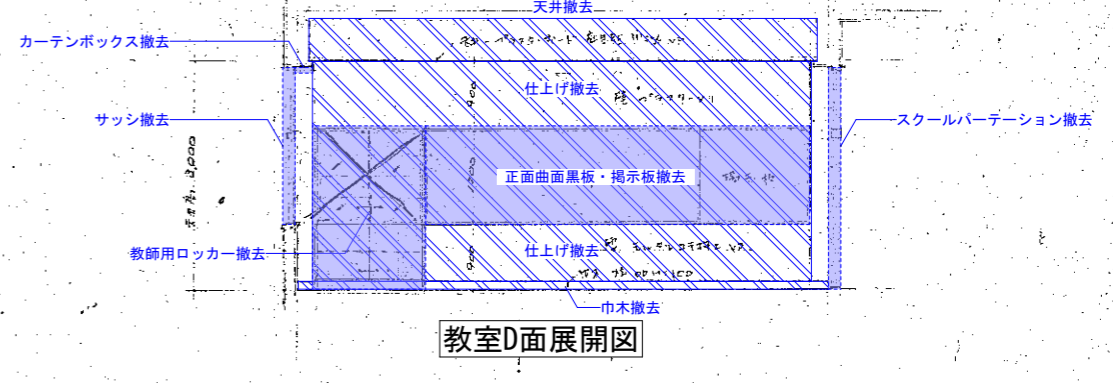 天井撤去
カーテンボックス撤去
仕上げ撤去
900
サッシ撤去
スクールパーテーション撤去
正面曲面黒板・掲示板撤去
教師用ロッカー撤去
仕上げ撤去
900
巾木撤去
教室D面展開図